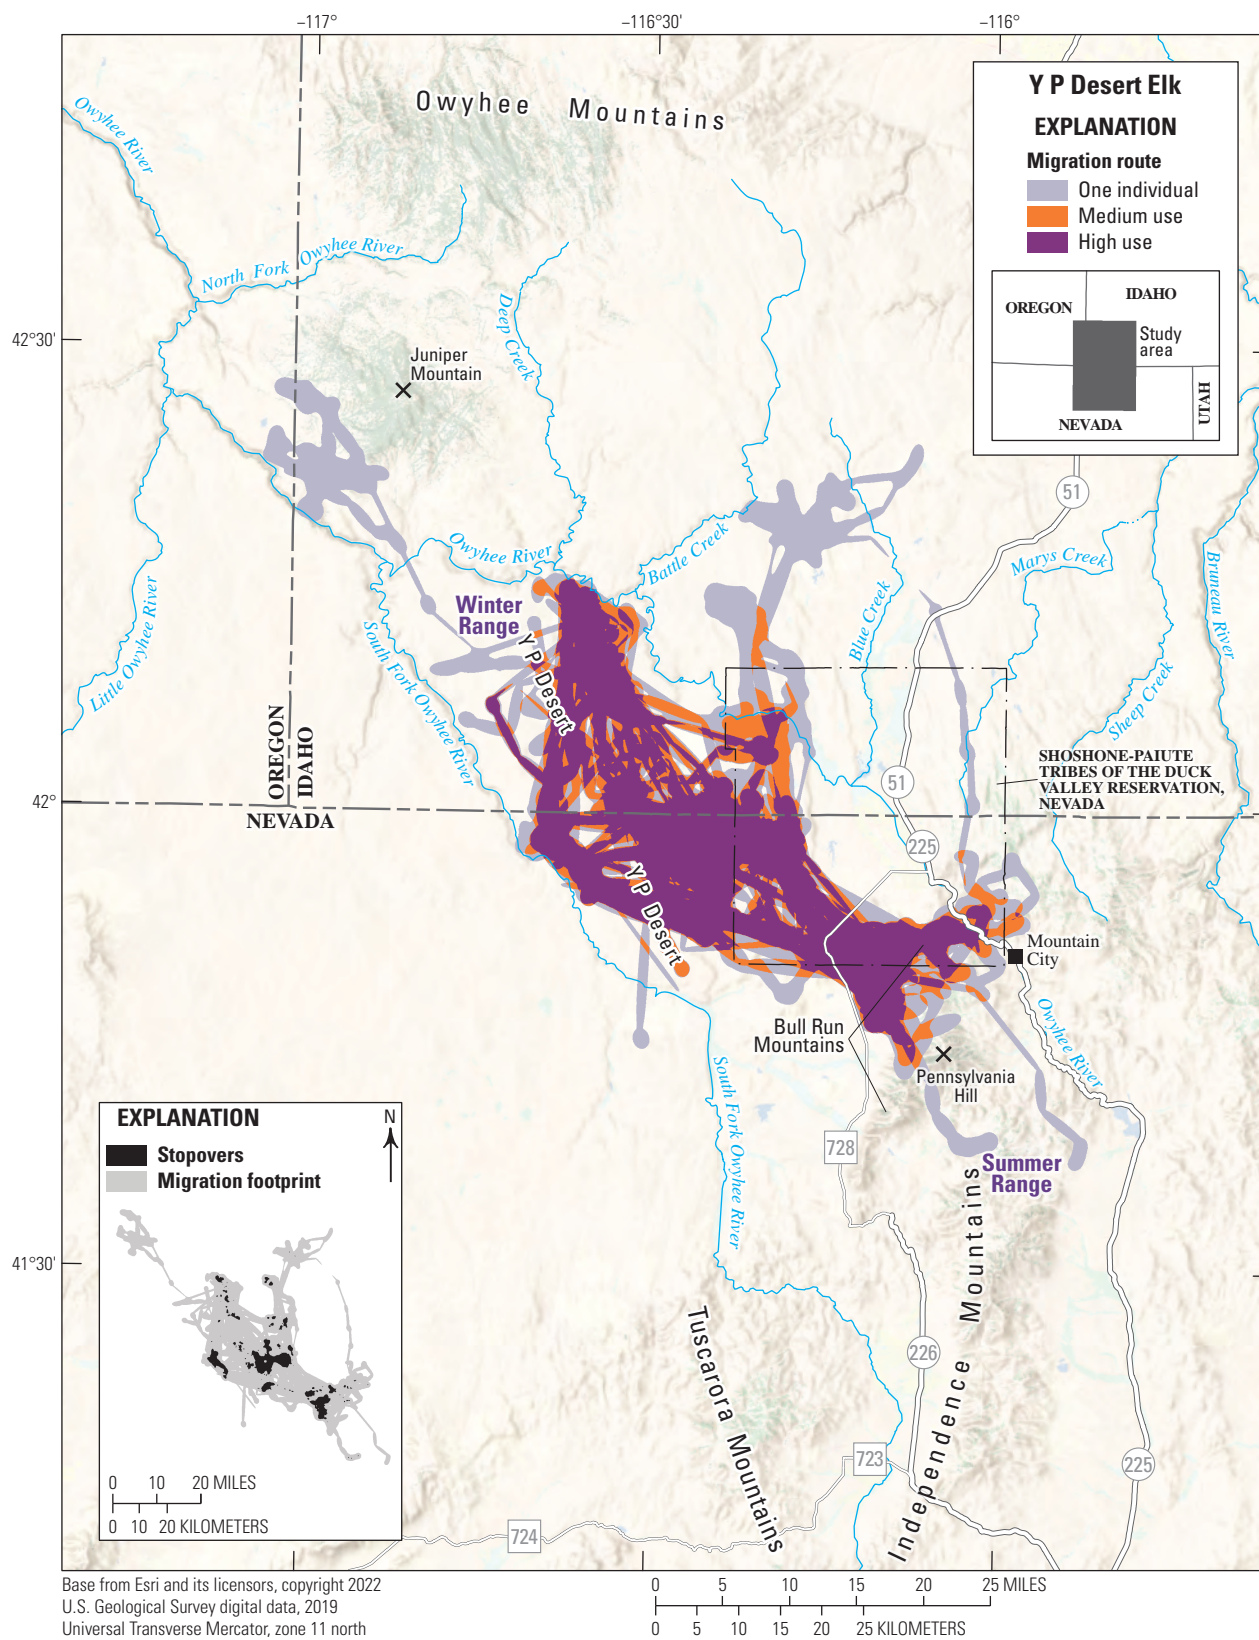 −117°
−116°30'
−116°
Owyhee Mountains
Y P Desert Elk
EXPLANATION
Migration route
One individual
Medium use
High use
OREGON
IDAHO
Study
area
NEVADA
UTAH
Owyhee River
North Fork Owyhee River
Deep Creek
42°30'
Juniper
Mountain
51
Owyhee River
Battle Creek
Marys Creek
Bruneau River
Winter
Range
Blue Creek
Little Owyhee River
South Fork Owyhee River
Y P Desert
Sheep Creek
OREGON
IDAHO
SHOSHONE-PAIUTE
TRIBES OF THE DUCK
VALLEY RESERVATION,
NEVADA
51
42°
NEVADA
225
Y P Desert
Mountain
City
Bull Run
Mountains
Owyhee River
Pennsylvania
Hill
South Fork Owyhee River
728
Summer
Range
EXPLANATION
N
Stopovers
Migration footprint
41°30'
Independence Mountains
Tuscarora Mountains
226
723
225
0 10 20 MILES
0 10 20 KILOMETERS
724
Base from Esri and its licensors, copyright 2022
U.S. Geological Survey digital data, 2019
Universal Transverse Mercator, zone 11 north
0 5 10 15 20 25 MILES
0 5 10 15 20 25 KILOMETERS